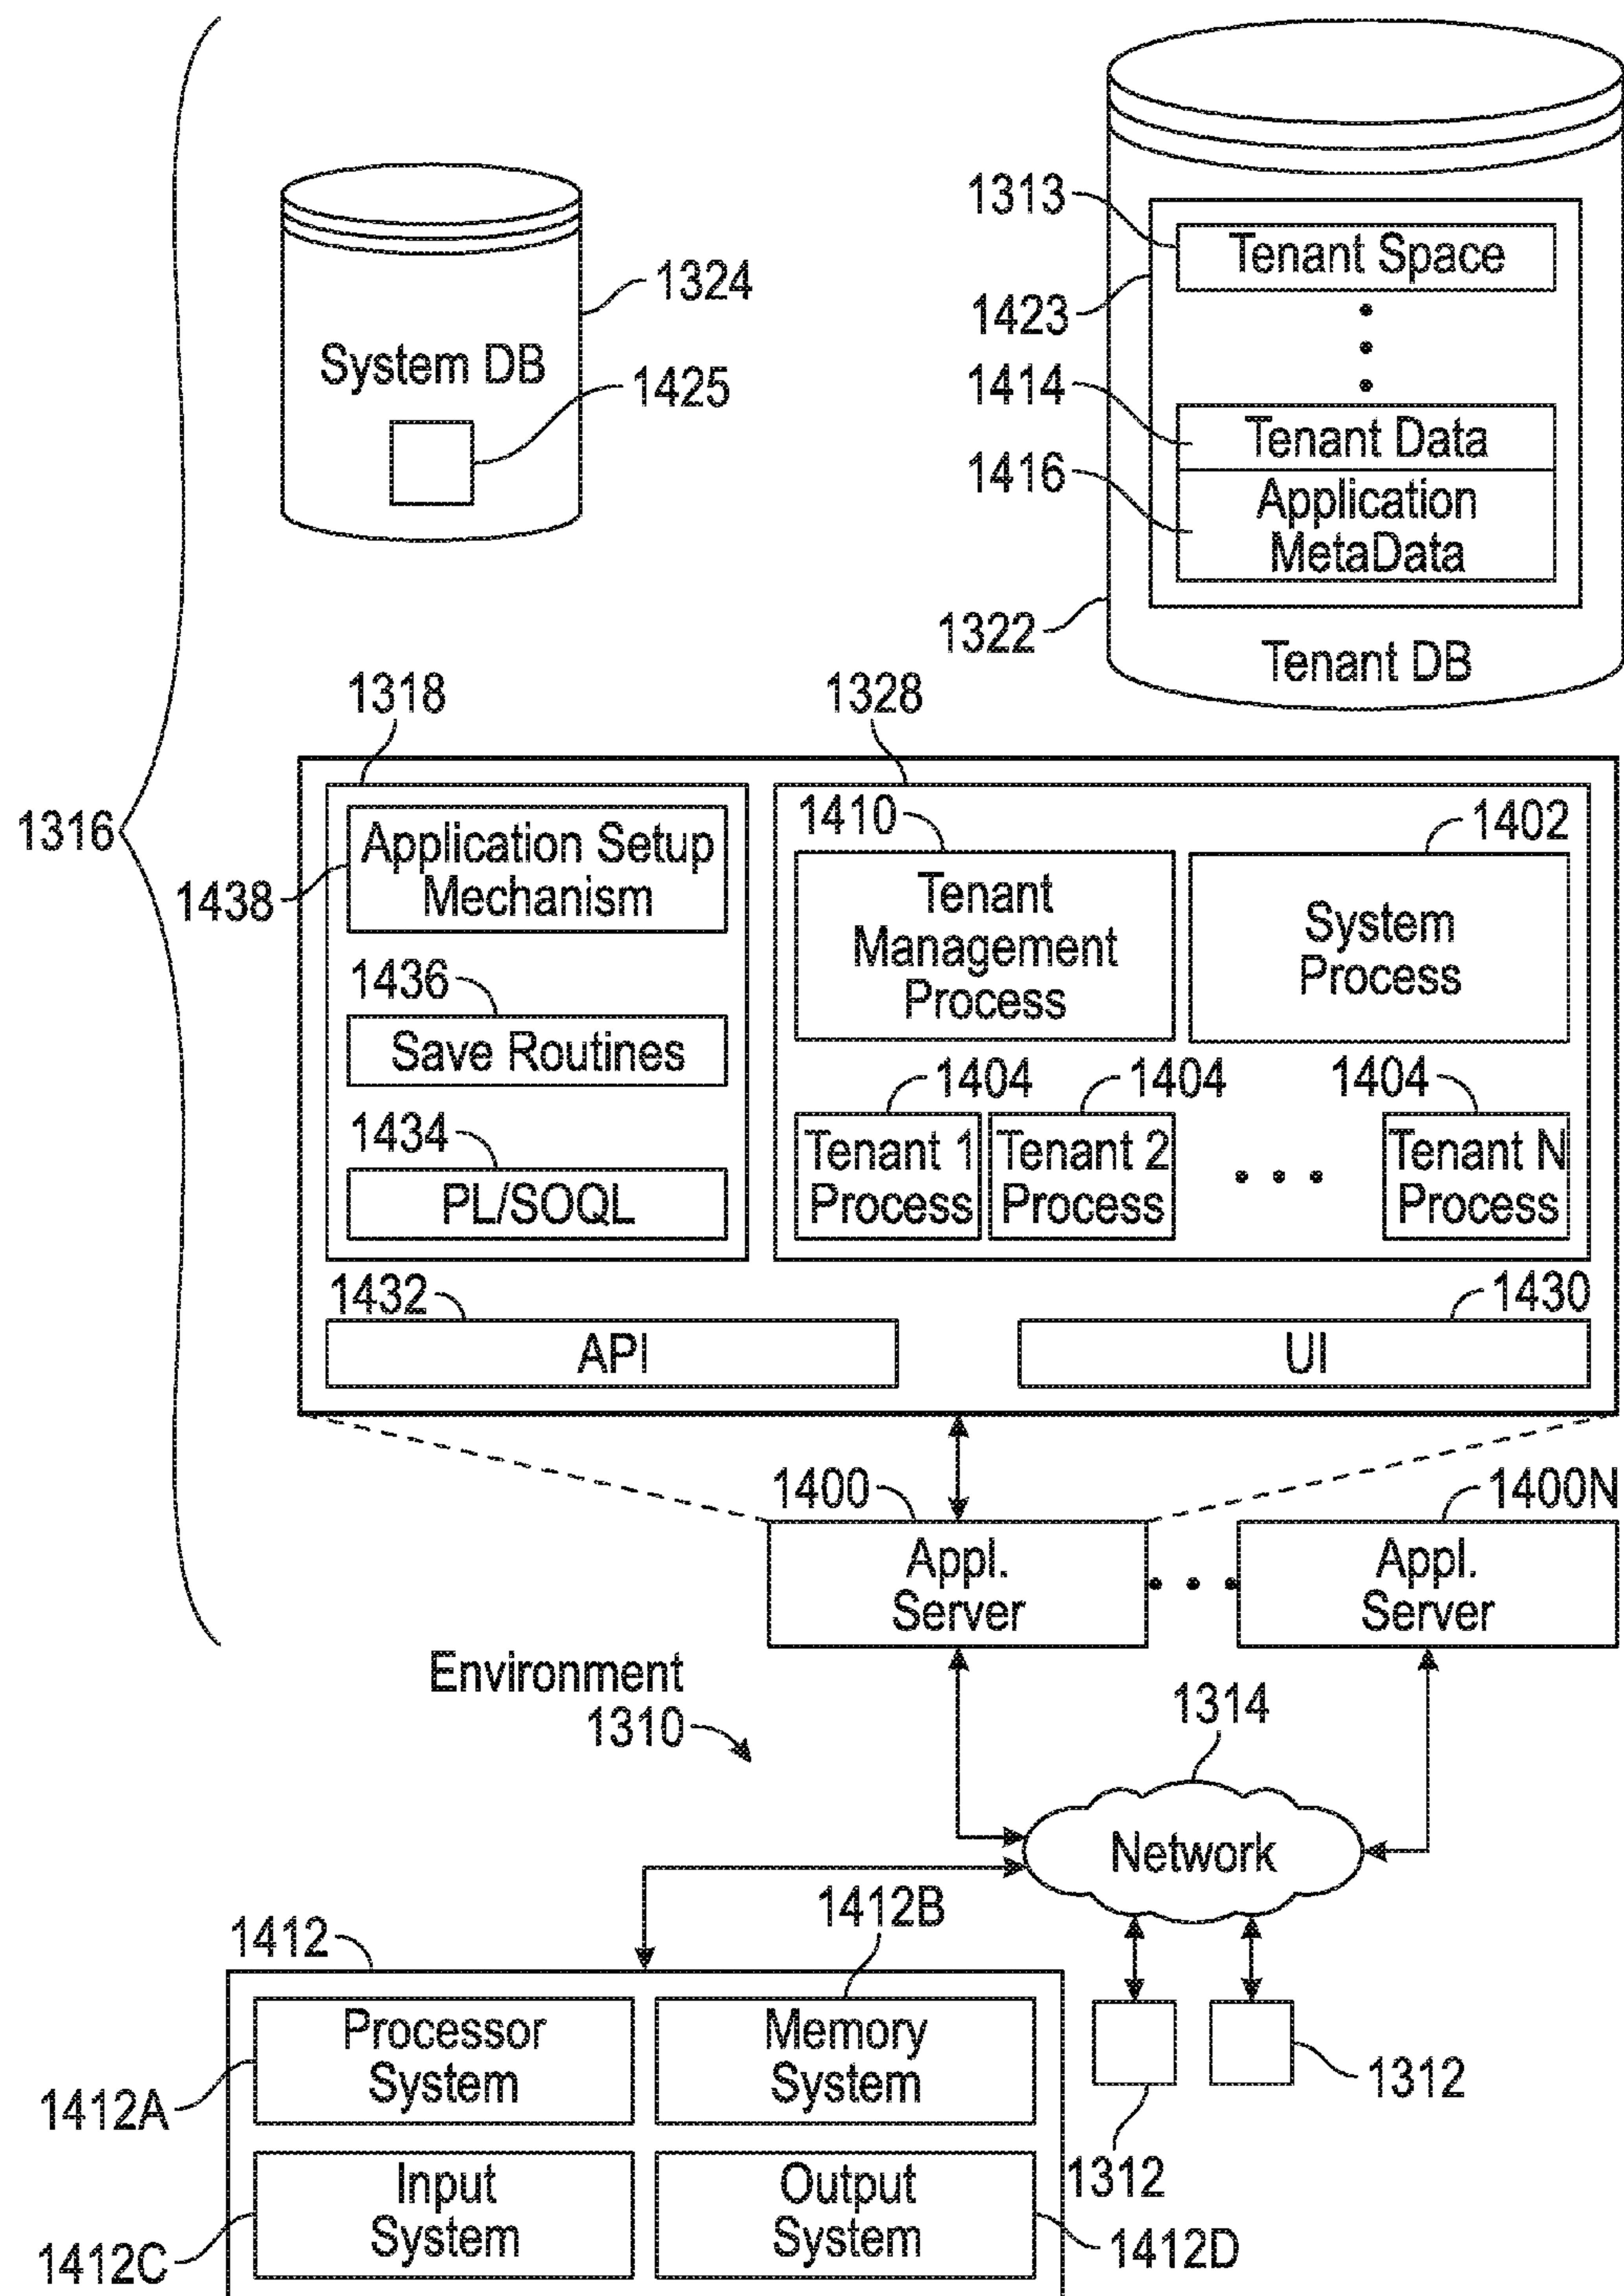 1313
Tenant Space
1324
1423
System DB
1425
1414
Tenant Data
1416
Application
MetaData
1322
Tenant DB
1318
1328
1316
1410
1402
Application Setup
Mechanism
1438
Tenant
Management
Process
System
Process
1436
Save Routines
1404
1404
1404
1434
PL/SOQL
Tenant 1
Process
Tenant 2
Process
Tenant N
Process
1432
API
1430
UI
1400
1400N
Appl.
Server
Appl.
Server
Environment
1310
1314
Network
1412
1412B
Processor
System
Memory
System
1412A
1312
1312
Input
System
Output
System
1412C
1412D